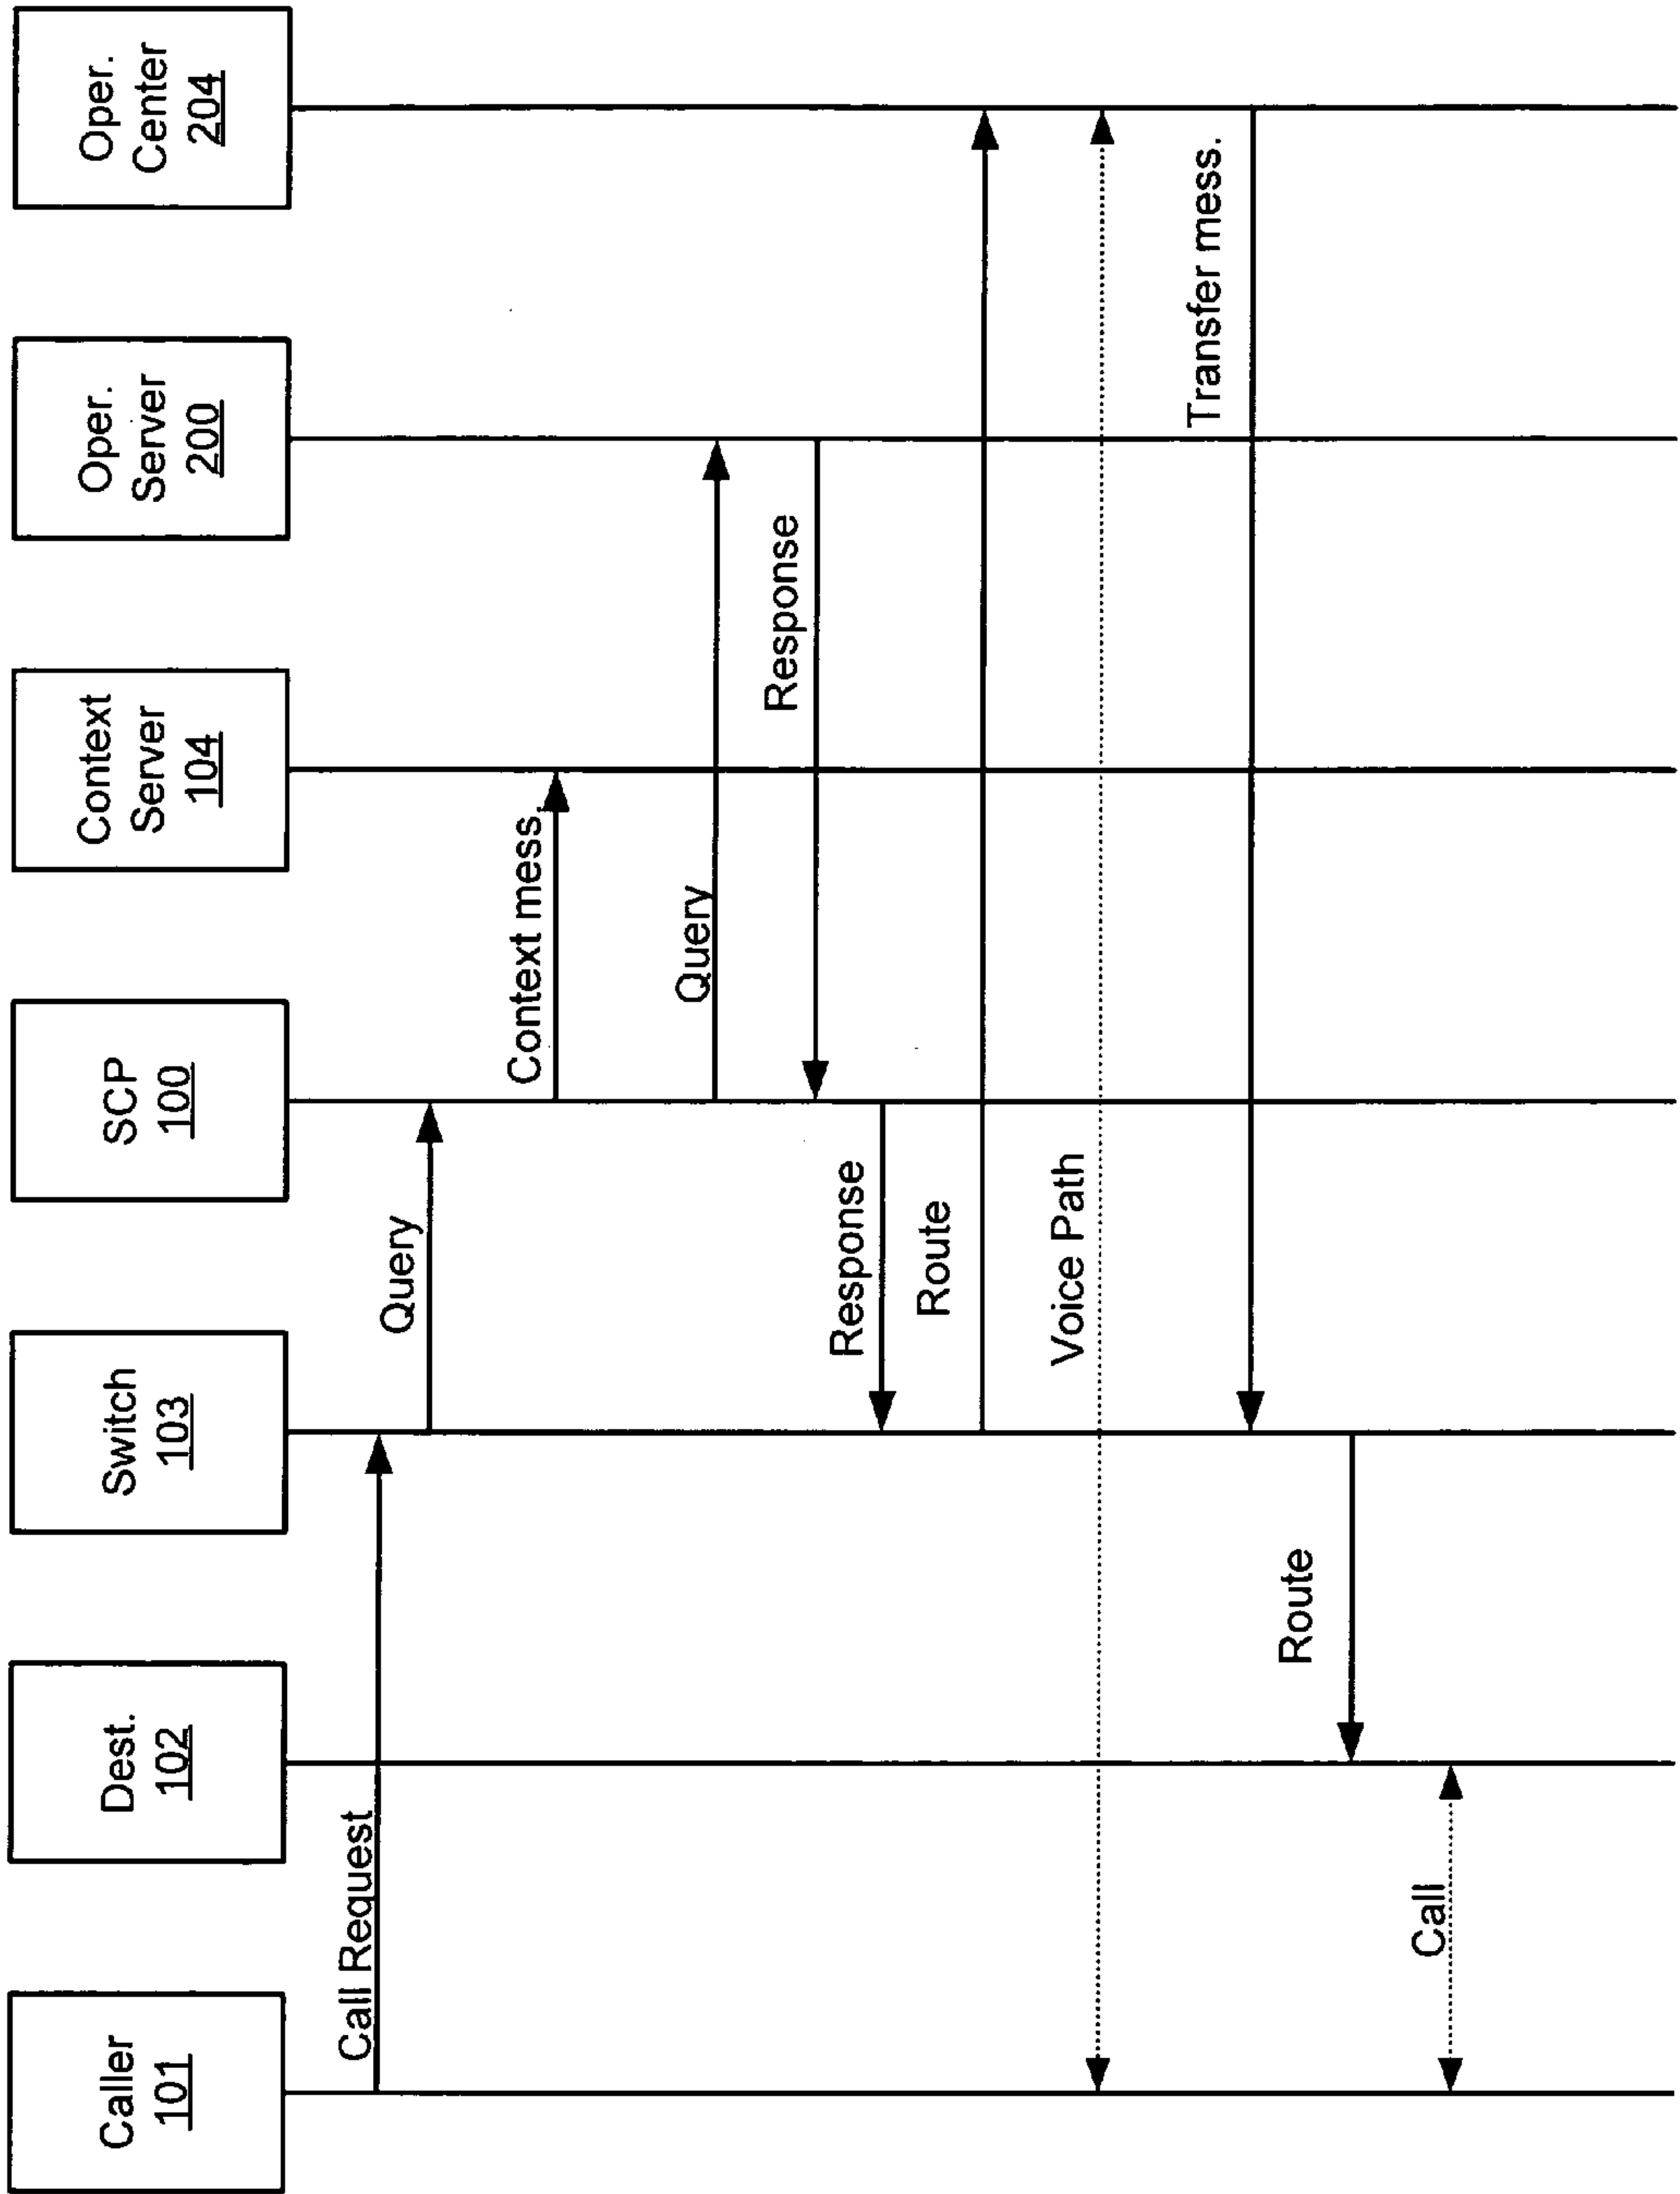 Caller
101
Dest.
102
Switch
103
SCP
100
Context
Server
104
Oper.
Server
200
Oper.
Center
204
Call Request
Query
Context mess.
Query
Response
Response
Route
Voice Path
Transfer mess.
Route
Call